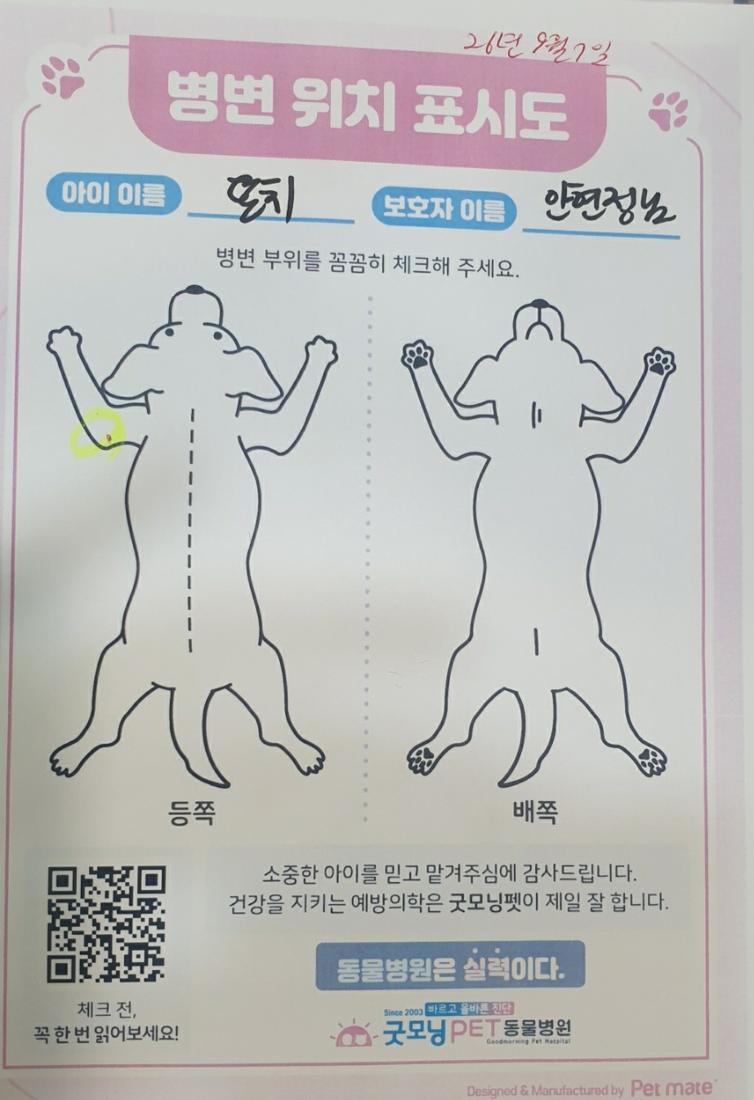 26년 9월 7일
병변 위치 표시도
아이 이름 뭉치 보호자 이름 안현정님
병변 부위를 꼼꼼히 체크해 주세요.
등쪽 배쪽
소중한 아이를 믿고 맡겨주심에 감사드립니다.
건강을 지키는 예방의학은 굿모닝펫이 제일 잘 합니다.
동물병원은 실력이다.
체크 전,
꼭 한 번 읽어보세요!
Since 2003 바르고 올바른 진단
굿모닝PET동물병원
Goodmorning Pet Hospital
Designed & Manufactured by Pet mate